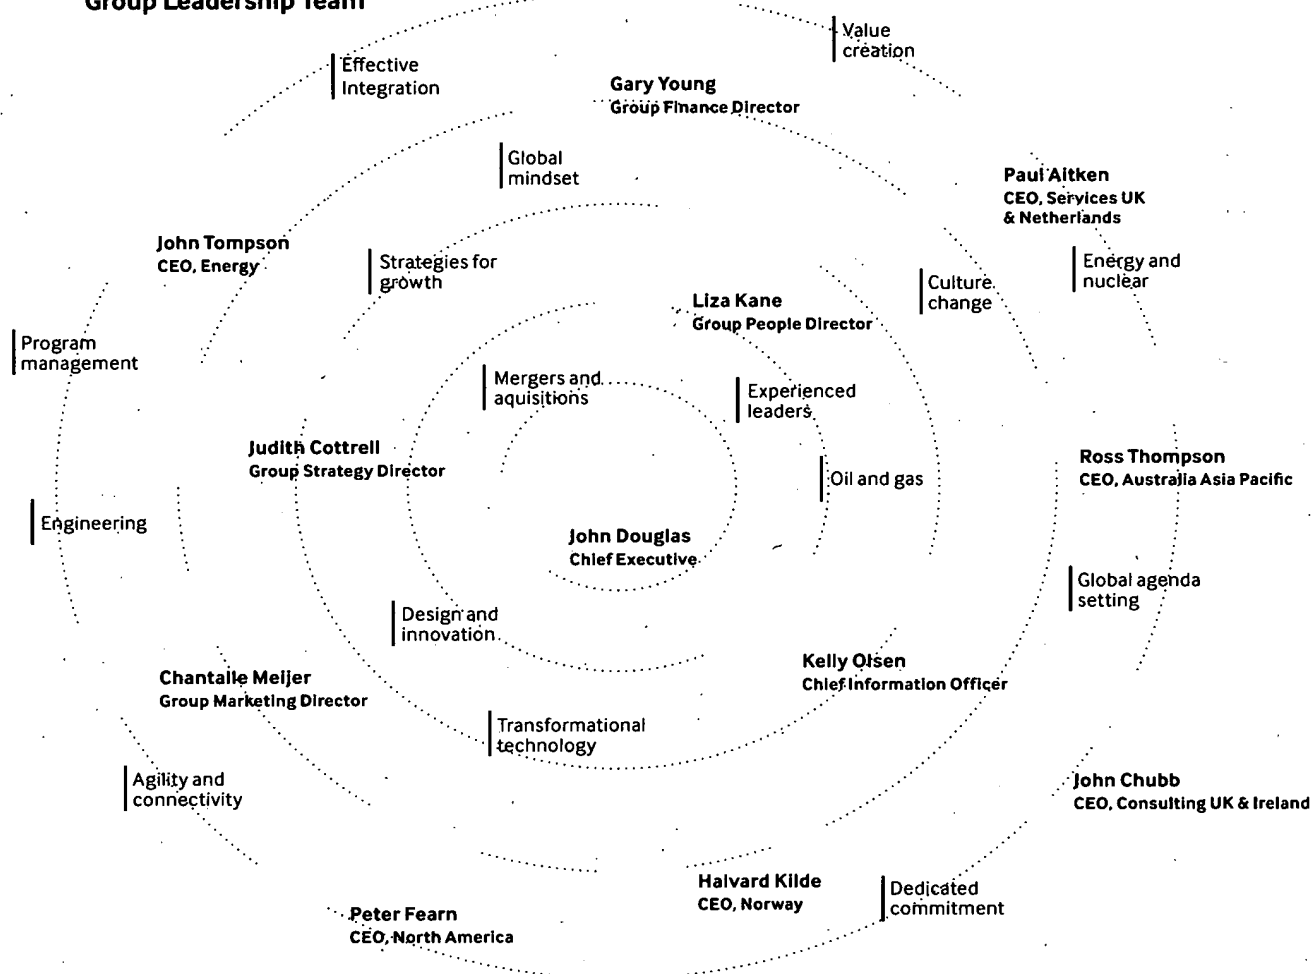 Group Leadership Team
Value
creation
Effective
Integration
Gary Young
Group Finance Director
Global
mindset
Paul Aitken
CEO, Services UK
& Netherlands
John Tompson
CEO, Energy
Strategies for
growth
Energy and
nuclear
Culture
change
Liza Kane
Group People Director
Program
management
Mergers and
aquisitions
Experienced
leaders
Judith Cottrell
Group Strategy Director
Ross Thompson
CEO, Australia Asia Pacific
Oil and gas
Engineering
John Douglas
Chief Executive
Global agenda
setting
Design and
innovation
Kelly Olsen
Chief Information Officer
Chantalle Meijer
Group Marketing Director
Transformational
technology
Agility and
connectivity
John Chubb
CEO, Consulting UK & Ireland
Halvard Kilde
CEO, Norway
Dedicated
commitment
Peter Fearn
CEO, North America